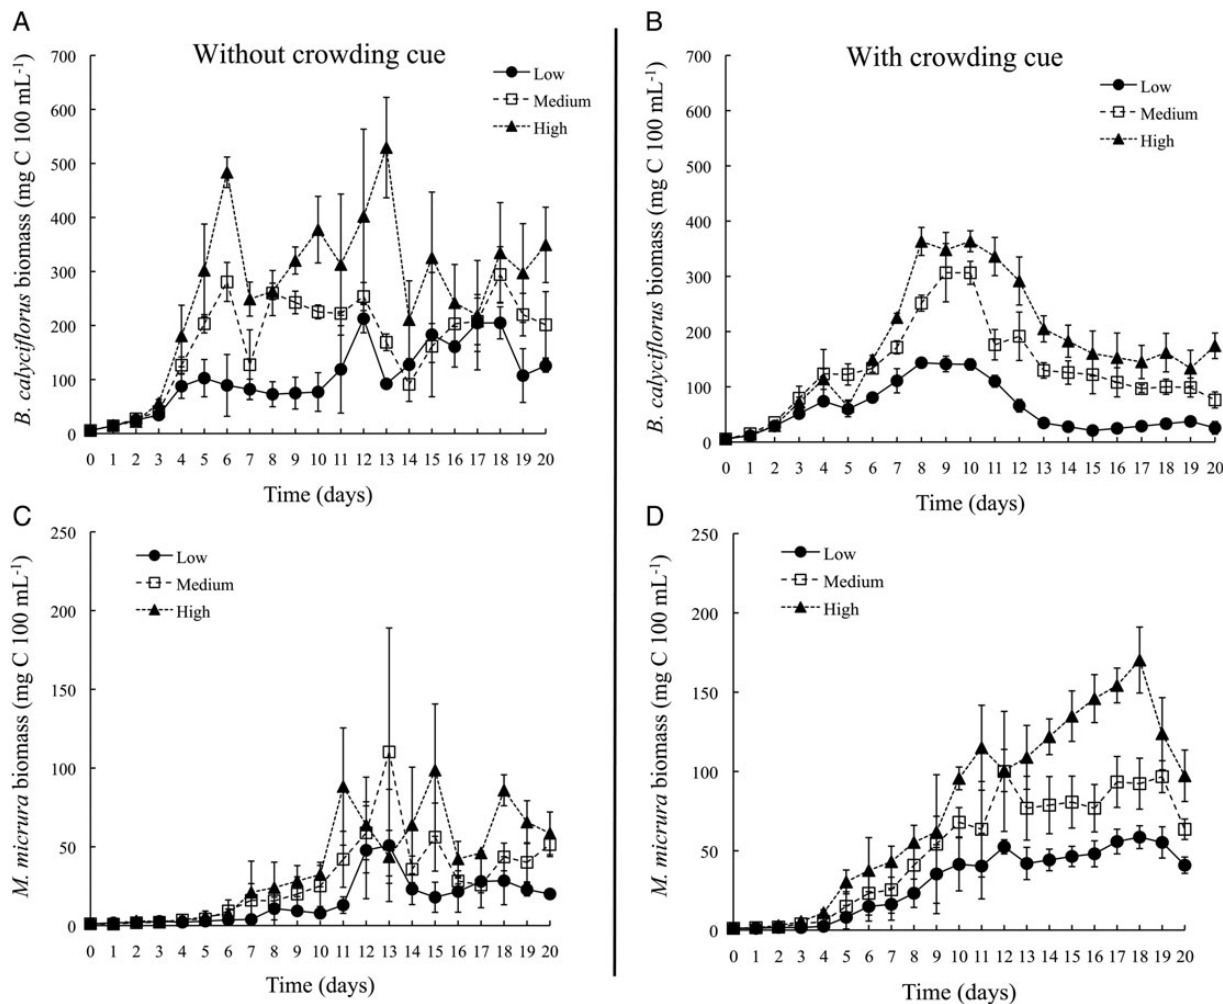 A
Without crowding cue
B. calyciflorus biomass (mg C 100 mL-1)
700
600
500
400
300
200
100
0
Low
Medium
High
0 1 2 3 4 5 6 7 8 9 10 11 12 13 14 15 16 17 18 19 20
Time (days)
B
With crowding cue
B. calyciflorus biomass (mg C 100 mL-1)
700
600
500
400
300
200
100
0
Low
Medium
High
0 1 2 3 4 5 6 7 8 9 10 11 12 13 14 15 16 17 18 19 20
Time (days)
C
M. micrura biomass (mg C 100 mL-1)
250
200
150
100
50
0
Low
Medium
High
0 1 2 3 4 5 6 7 8 9 10 11 12 13 14 15 16 17 18 19 20
Time (days)
D
M. micrura biomass (mg C 100 mL-1)
250
200
150
100
50
0
Low
Medium
High
0 1 2 3 4 5 6 7 8 9 10 11 12 13 14 15 16 17 18 19 20
Time (days)